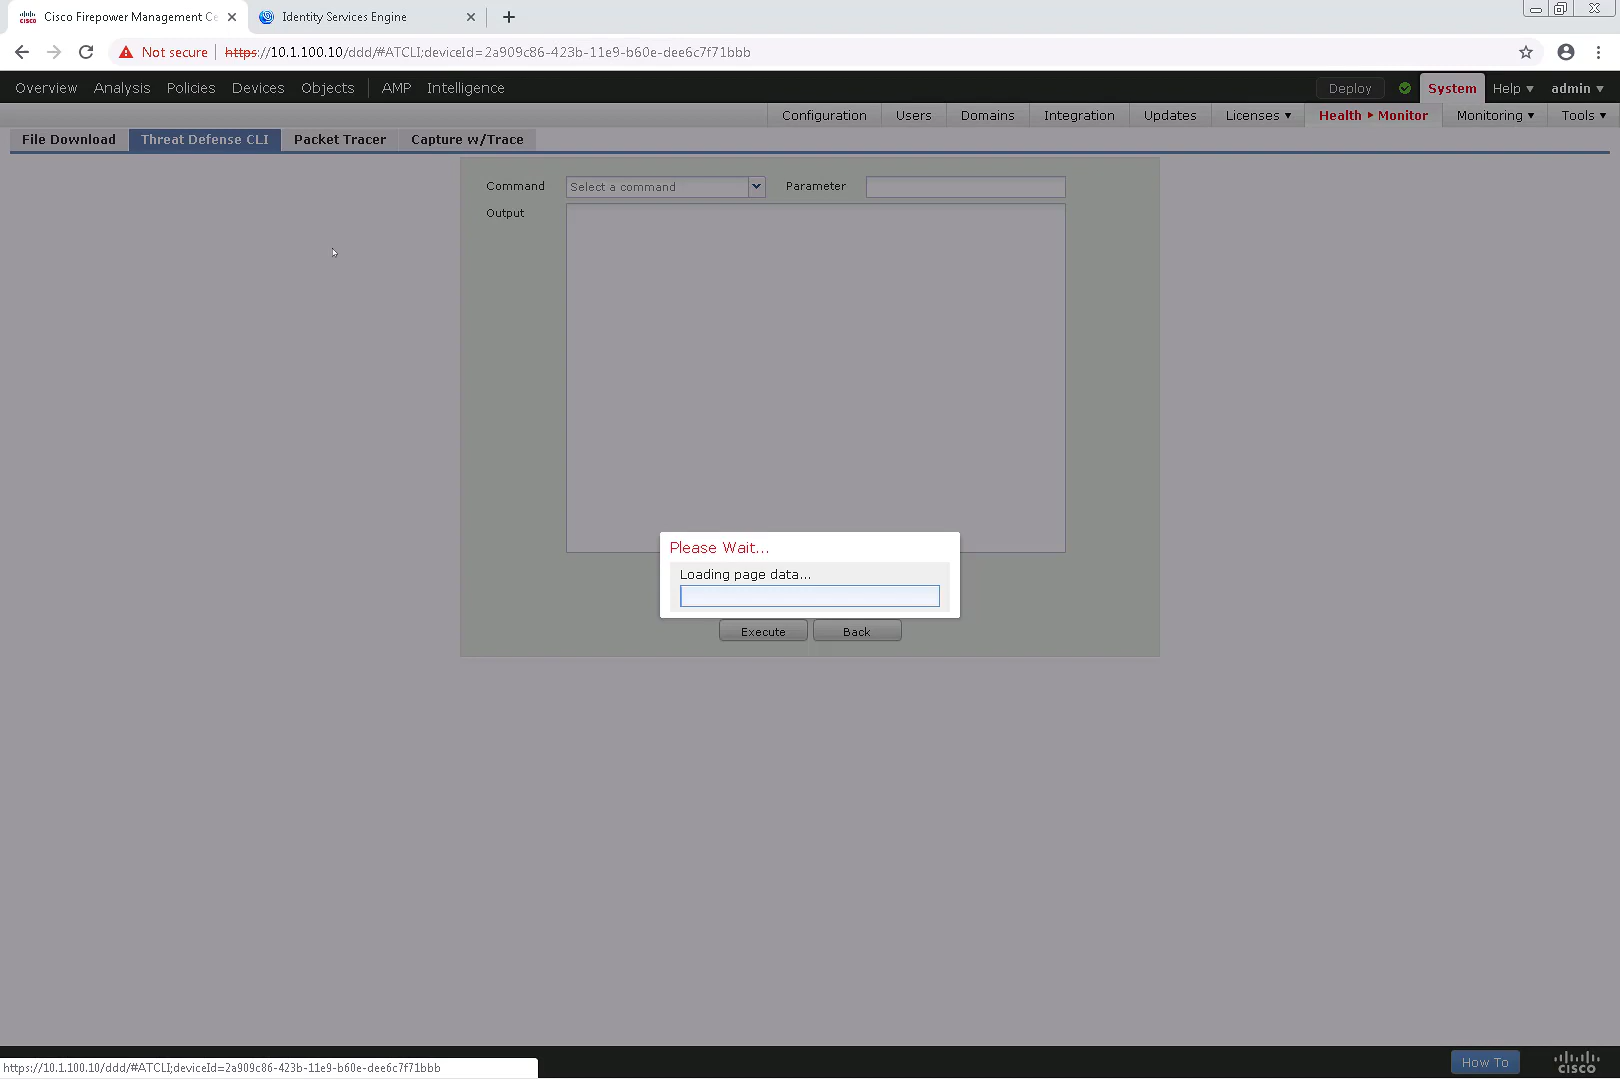 Cisco Firepower Management Ce
Identity Services Engine
Not secure https://10.1.100.10/ddd/#ATCLI;deviceId=2a909c86-423b-11e9-b60e-dee6c7f71bbb
Overview Analysis Policies Devices Objects AMP Intelligence Deploy System Help ▼ admin ▼
Configuration Users Domains Integration Updates Licenses ▼ Health ▸ Monitor Monitoring ▼ Tools ▼
File Download Threat Defense CLI Packet Tracer Capture w/Trace
Command Select a command Parameter
Output
Please Wait...
Loading page data...
Execute Back
How To
cisco
https://10.1.100.10/ddd/#ATCLI;deviceId=2a909c86-423b-11e9-b60e-dee6c7f71bbb